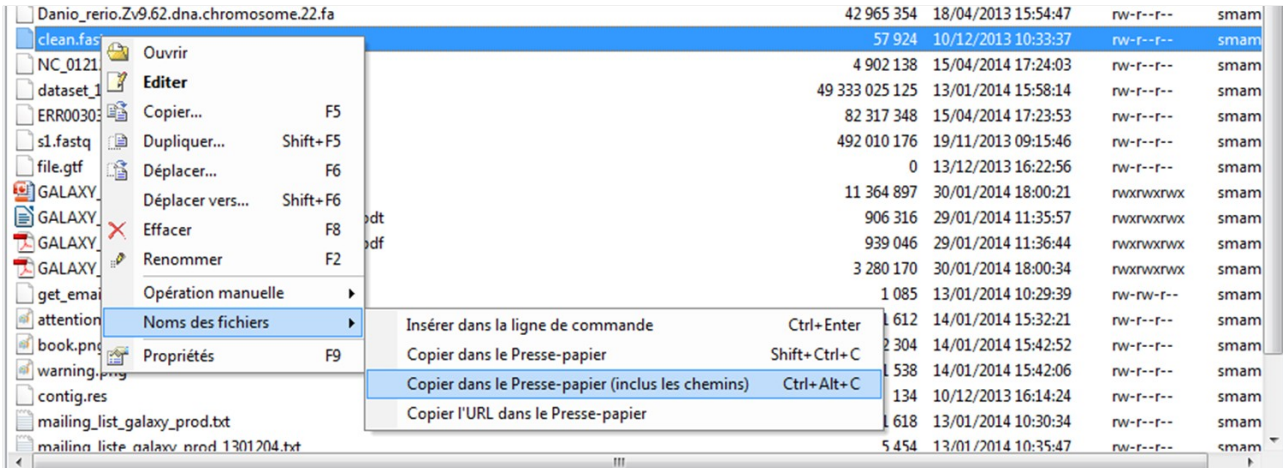 Danio_rerio.Zv9.62.dna.chromosome.22.fa 42 965 354 18/04/2013 15:54:47 rw-r--r-- smam
clean.fas 57 924 10/12/2013 10:33:37 rw-r--r-- smam
Ouvrir
NC_0121 4 902 138 15/04/2014 17:24:03 rw-r--r-- smam
Editer
dataset_1 49 333 025 125 13/01/2014 15:58:14 rw-r--r-- smam
ERR00303 82 317 348 15/04/2014 17:23:53 rw-r--r-- smam
Copier... F5
s1.fastq 492 010 176 19/11/2013 09:15:46 rw-r--r-- smam
Dupliquer... Shift+F5
file.gtf 0 13/12/2013 16:22:56 rw-r--r-- smam
Déplacer... F6
GALAXY_ 11 364 897 30/01/2014 18:00:21 rwxrwxrwx smam
Déplacer vers... Shift+F6
GALAXY_ odt 906 316 29/01/2014 11:35:57 rwxrwxrwx smam
Effacer F8
GALAXY_ pdf 939 046 29/01/2014 11:36:44 rwxrwxrwx smam
Renommer F2
GALAXY_ 3 280 170 30/01/2014 18:00:34 rwxrwxrwx smam
get_emai 1 085 13/01/2014 10:29:39 rw-rw-r-- smam
Opération manuelle
attention 1 612 14/01/2014 15:32:21 rw-r--r-- smam
Noms des fichiers
Insérer dans la ligne de commande Ctrl+Enter
book.png 2 304 14/01/2014 15:42:52 rw-r--r-- smam
Propriétés F9
Copier dans le Presse-papier Shift+Ctrl+C
warning.png 1 538 14/01/2014 15:42:06 rw-r--r-- smam
Copier dans le Presse-papier (inclus les chemins) Ctrl+Alt+C
contig.res 134 10/12/2013 16:14:24 rw-r--r-- smam
Copier l'URL dans le Presse-papier
mailing_list_galaxy_prod.txt 1 618 13/01/2014 10:30:34 rw-r--r-- smam
mailing_liste_galaxy_prod_1301204.txt 5 454 13/01/2014 10:35:47 rw-r--r-- smam